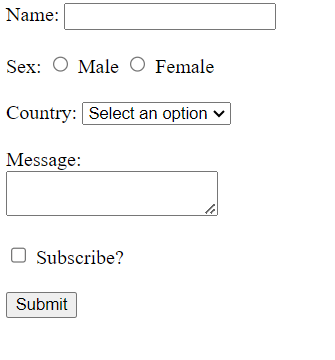 Name:
Sex: Male Female
Country: Select an option
Message:
Subscribe?
Submit